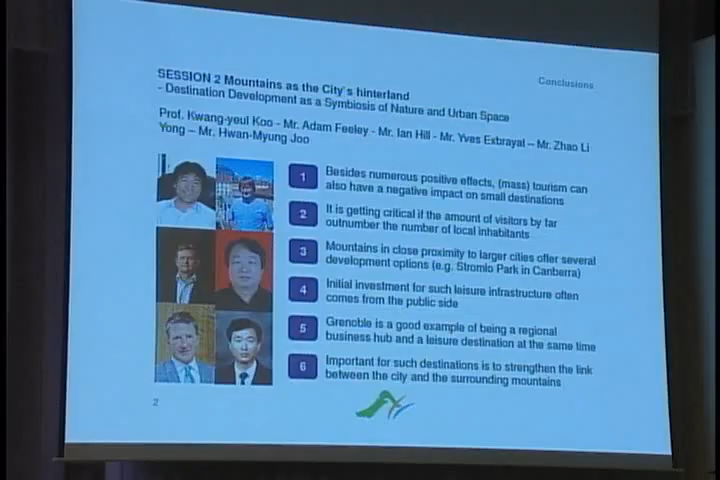 Conclusions
SESSION 2 Mountains as the City's hinterland
- Destination Development as a Symbiosis of Nature and Urban Space
Prof. Kwang-yeul Koo - Mr. Adam Feeley - Mr. Ian Hill - Mr. Yves Exbrayal – Mr. Zhao Li
Yong – Mr. Hwan-Myung Joo
1 Besides numerous positive effects, (mass) tourism can
also have a negative impact on small destinations
2 It is getting critical if the amount of visitors by far
outnumber the number of local inhabitants
3 Mountains in close proximity to larger cities offer several
development options (e.g. Stromlo Park in Canberra)
4 Initial investment for such leisure infrastructure often
comes from the public side
5 Grenoble is a good example of being a regional
business hub and a leisure destination at the same time
6 Important for such destinations is to strengthen the link
between the city and the surrounding mountains
2